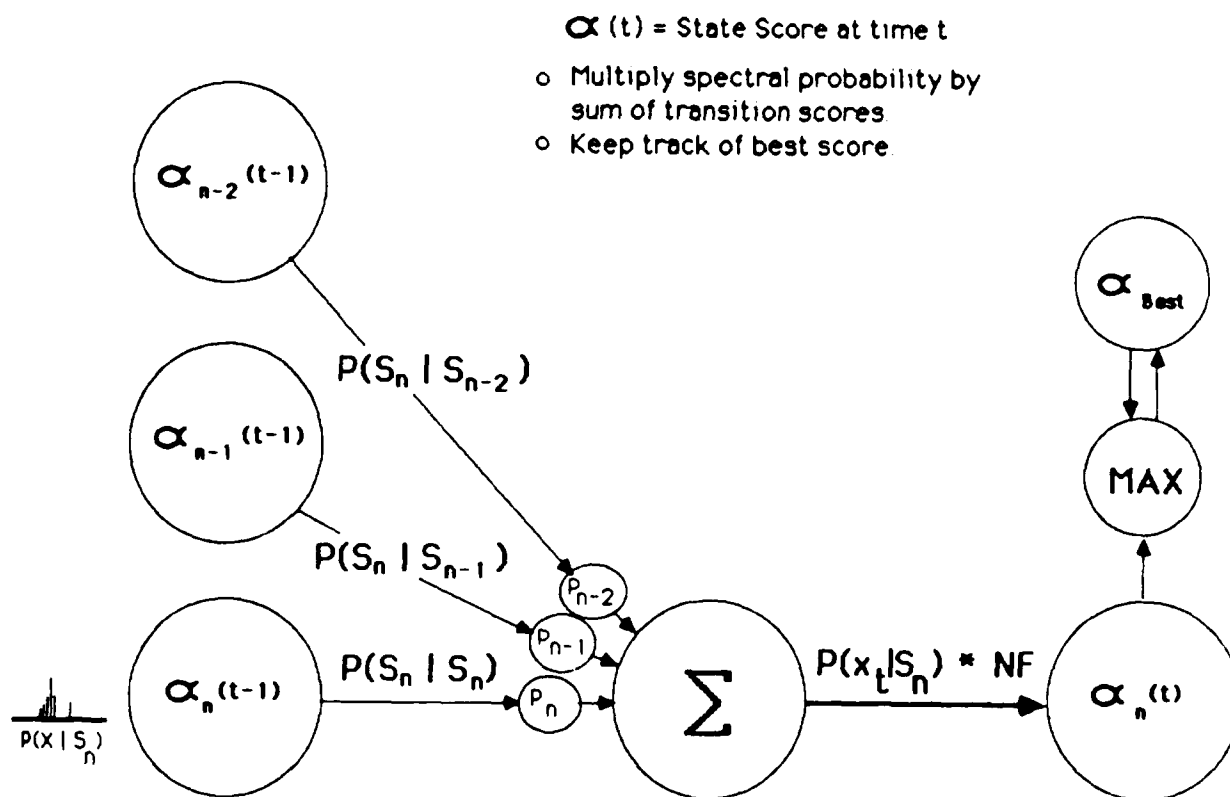 α (t) = State Score at time t
o Multiply spectral probability by
sum of transition scores.
o Keep track of best score.
α n-2 (t-1)
α Best
P(Sn | Sn-2)
α n-1 (t-1)
MAX
P(Sn | Sn-1)
Pn-2
Pn-1
P(Sn | Sn)
P(xt|Sn) * NF
αn(t-1)
Pn
Σ
αn(t)
P(X | Sn)